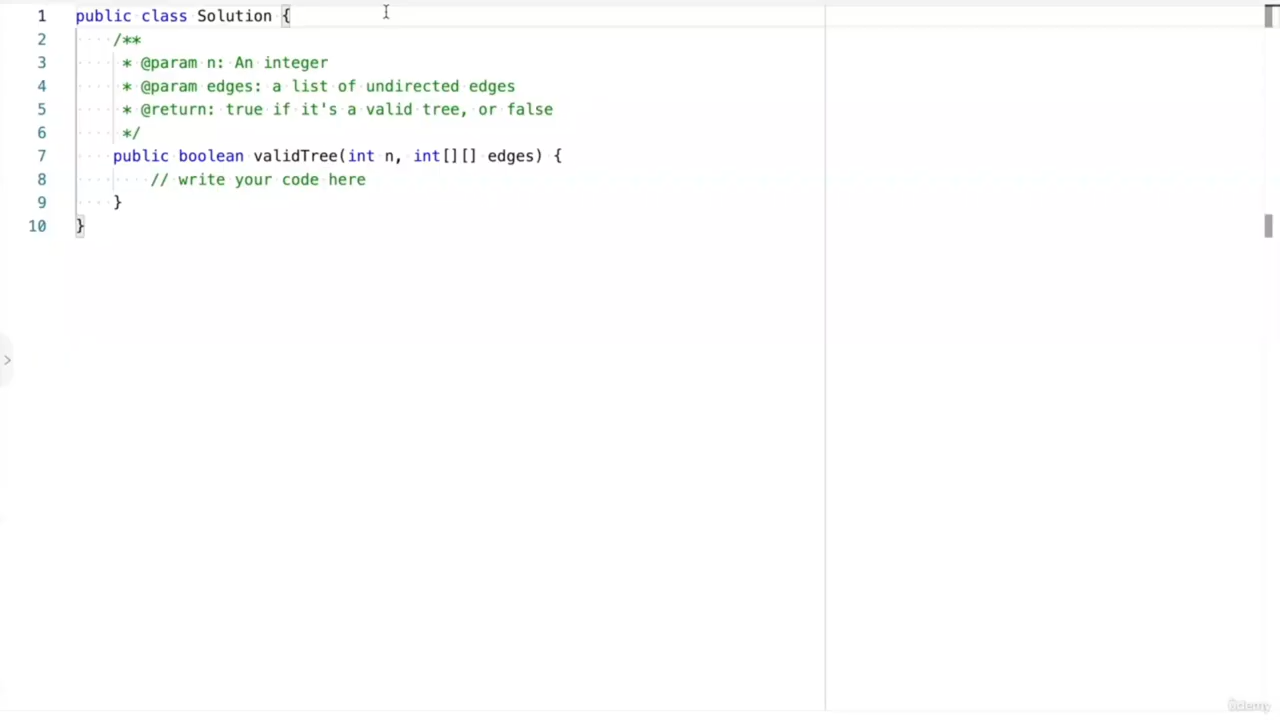 1 public class Solution {
2 /**
3 * @param n: An integer
4 * @param edges: a list of undirected edges
5 * @return: true if it's a valid tree, or false
6 */
7 public boolean validTree(int n, int[][] edges) {
8 // write your code here
9 }
10 }
ûdemy